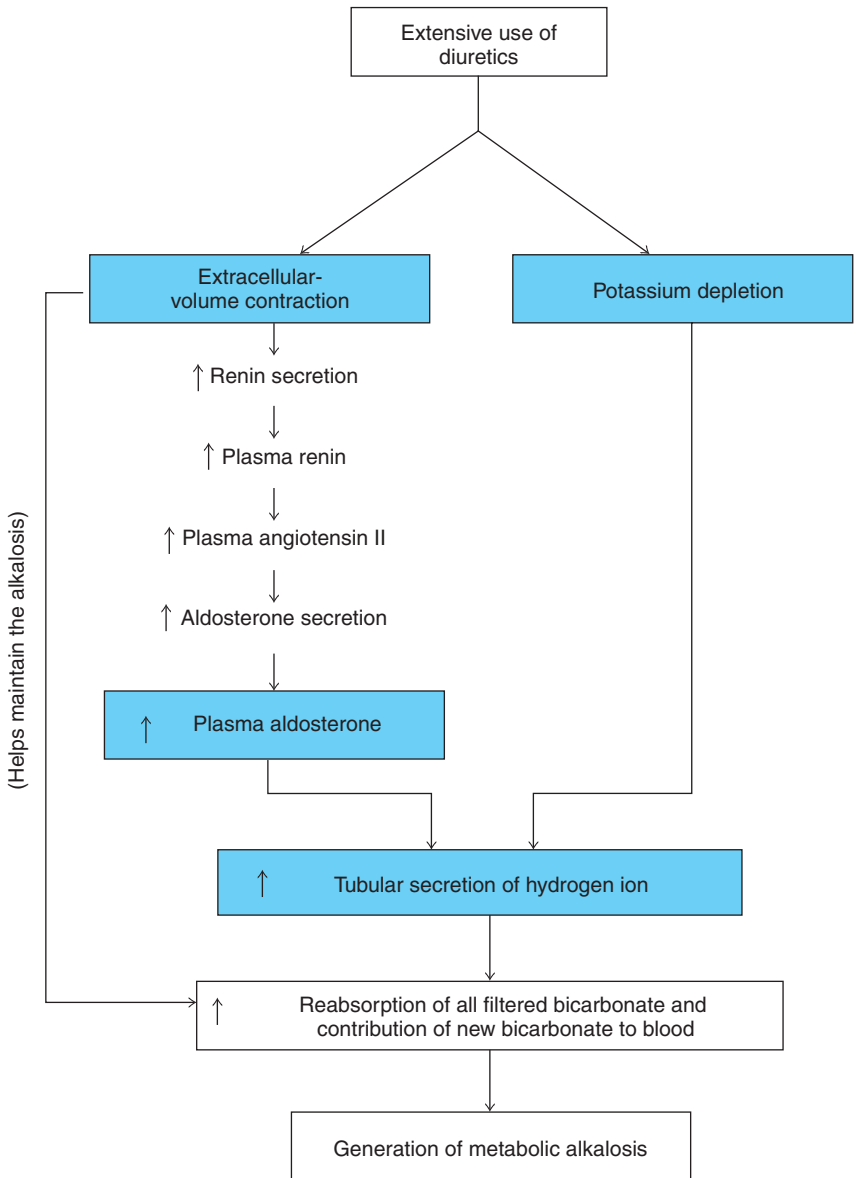 Extensive use of
diuretics
Extracellular-
volume contraction
Potassium depletion
↑ Renin secretion
↑ Plasma renin
↑ Plasma angiotensin II
↑ Aldosterone secretion
↑ Plasma aldosterone
(Helps maintain the alkalosis)
↑ Tubular secretion of hydrogen ion
↑ Reabsorption of all filtered bicarbonate and
contribution of new bicarbonate to blood
Generation of metabolic alkalosis